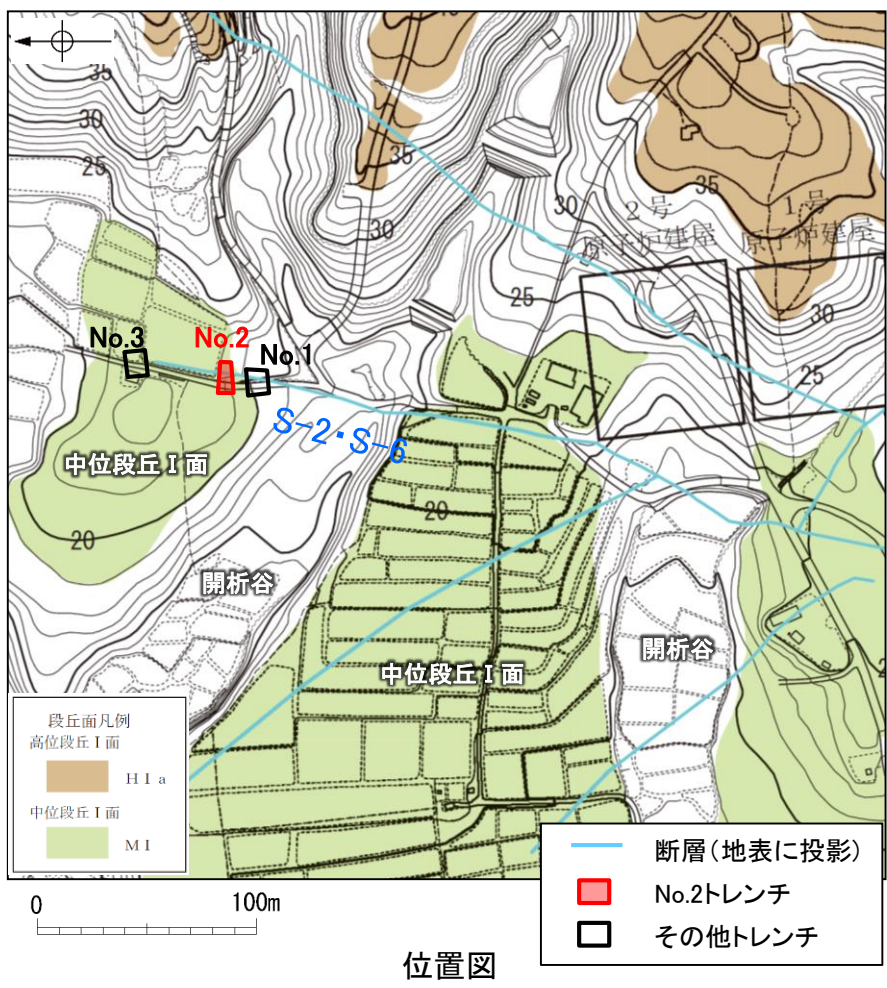 35
30
25
35
30
35
30
２号
原子炉建屋
１号
原子炉建屋
25
30
25
No.3
No.2
No.1
S-2・S-6
中位段丘Ⅰ面
20
20
開析谷
開析谷
中位段丘Ⅰ面
段丘面凡例
高位段丘Ⅰ面
HⅠa
中位段丘Ⅰ面
MⅠ
断層（地表に投影）
No.2トレンチ
その他トレンチ
0 100m
位置図